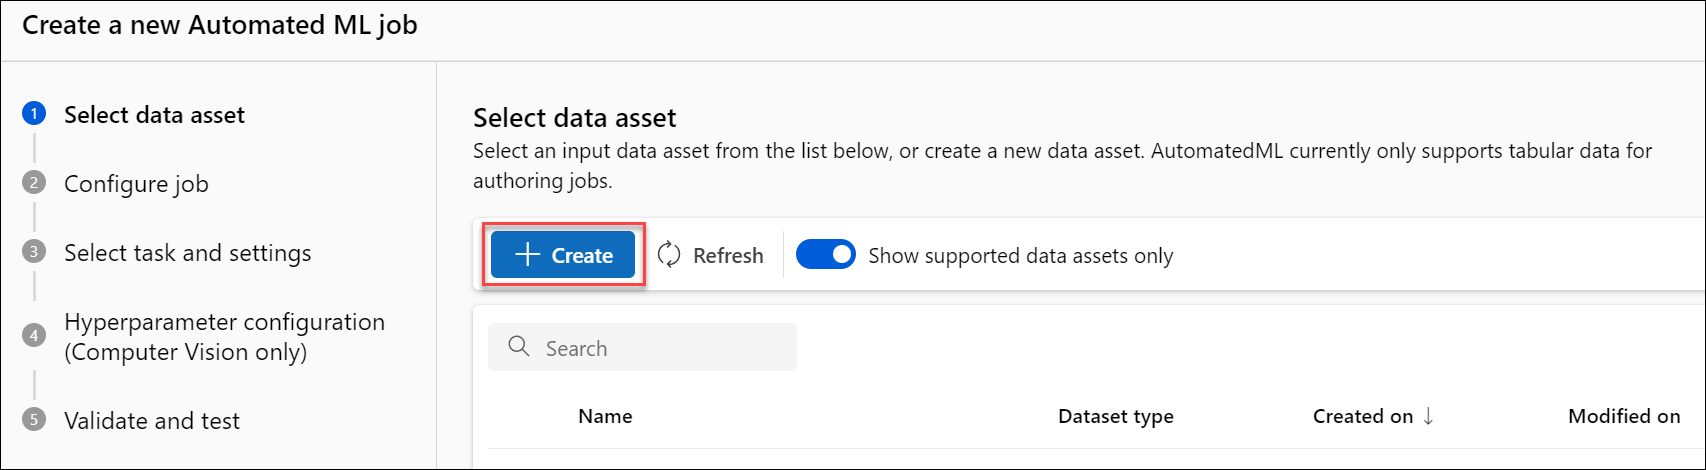 Create a new Automated ML job
1 Select data asset
2 Configure job
3 Select task and settings
4 Hyperparameter configuration
(Computer Vision only)
5 Validate and test
Select data asset
Select an input data asset from the list below, or create a new data asset. AutomatedML currently only supports tabular data for
authoring jobs.
Create Refresh Show supported data assets only
Search
Name Dataset type Created on ↓ Modified on